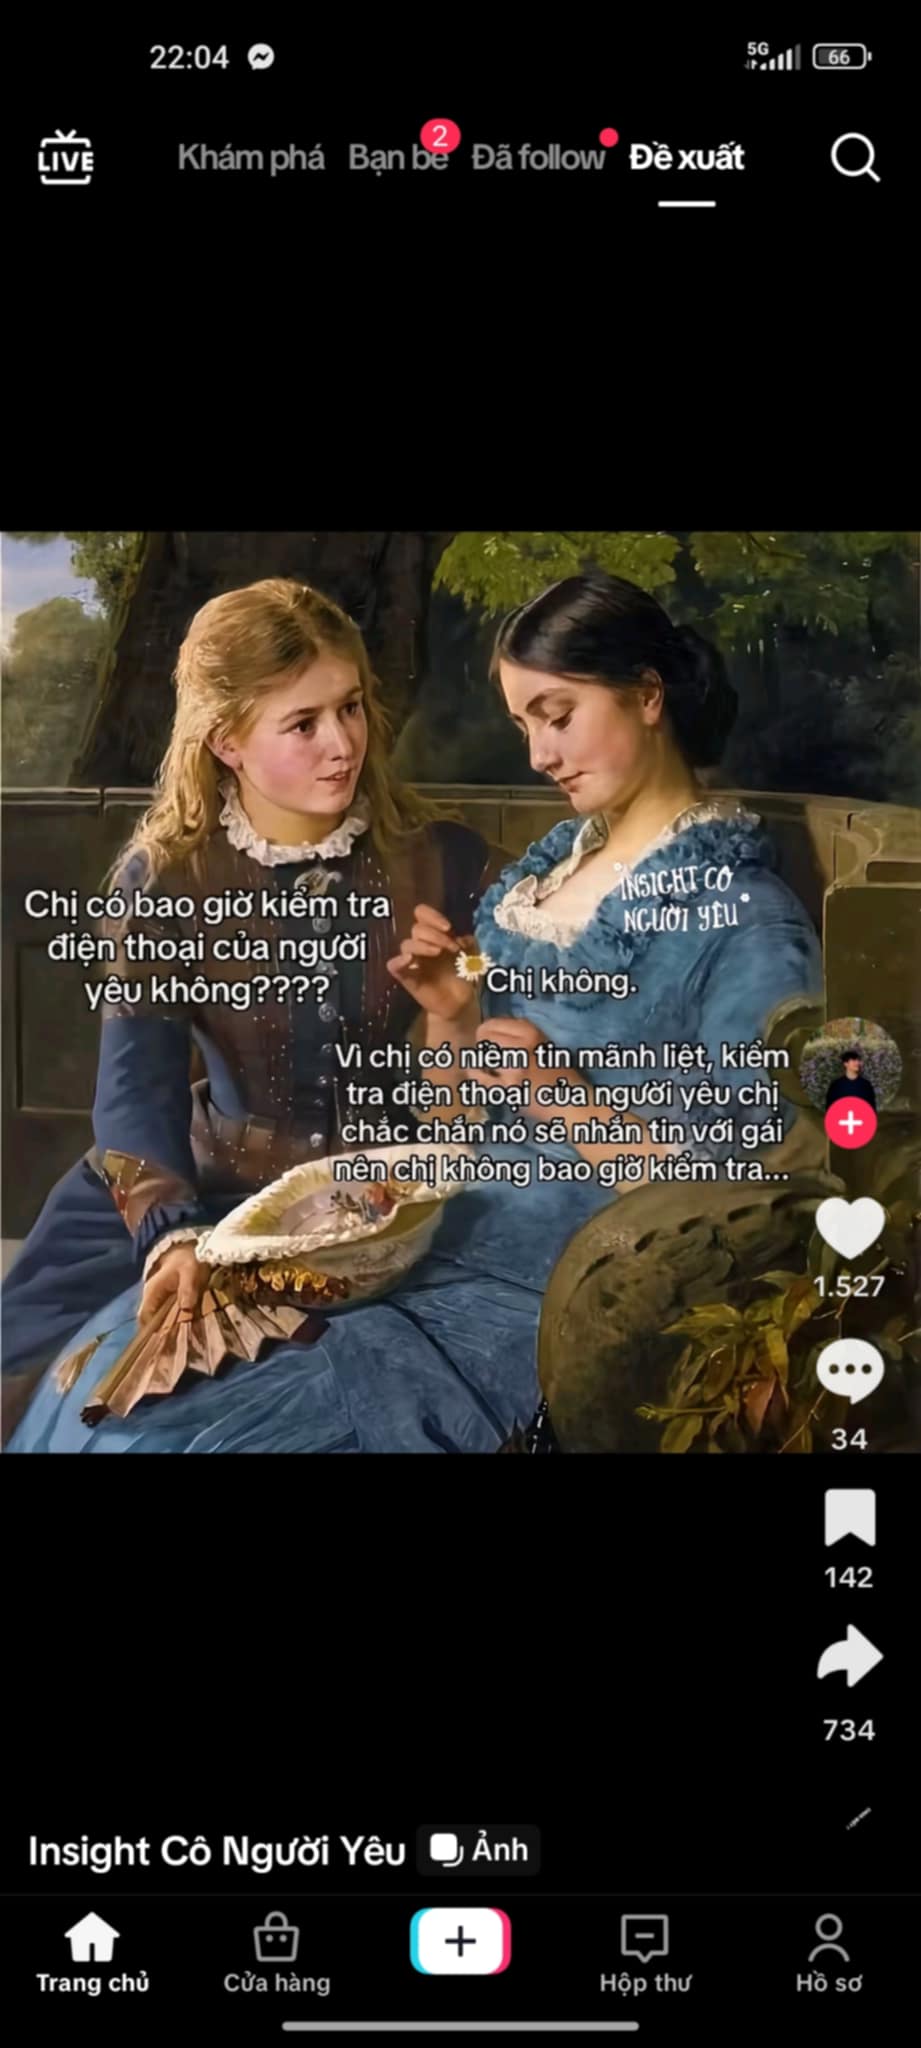 22:04
5G
66
LIVE
Khám phá
Bạn bè
2
Đã follow
Đề xuất
INSIGHT CÔ
NGƯỜI YÊU
Chị có bao giờ kiểm tra
điện thoại của người
yêu không????
Chị không.
Vì chị có niềm tin mãnh liệt, kiểm
tra điện thoại của người yêu chị
chắc chắn nó sẽ nhắn tin với gái
nên chị không bao giờ kiểm tra...
1.527
34
142
734
Insight Cô Người Yêu
Ảnh
Trang chủ
Cửa hàng
Hộp thư
Hồ sơ